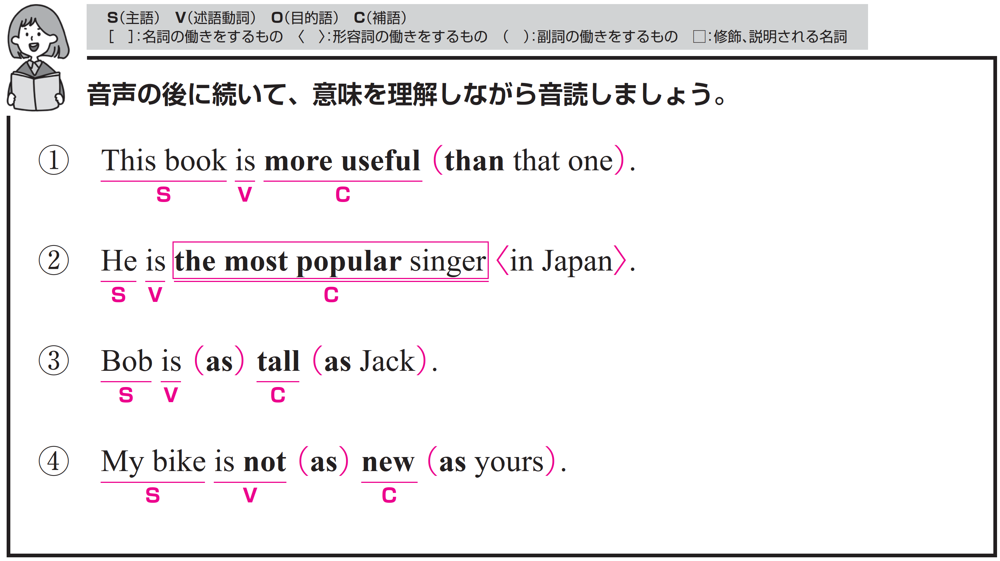 S（主語）　V（述語動詞）　O（目的語）　C（補語）
［　］：名詞の働きをするもの　〈　〉：形容詞の働きをするもの　（　）：副詞の働きをするもの　□：修飾、説明される名詞
音声の後に続いて、意味を理解しながら音読しましょう。
① This book is more useful （than that one）.
S V C
② He is the most popular singer 〈in Japan〉.
S V C
③ Bob is （as） tall （as Jack）.
S V C
④ My bike is not （as） new （as yours）.
S V C